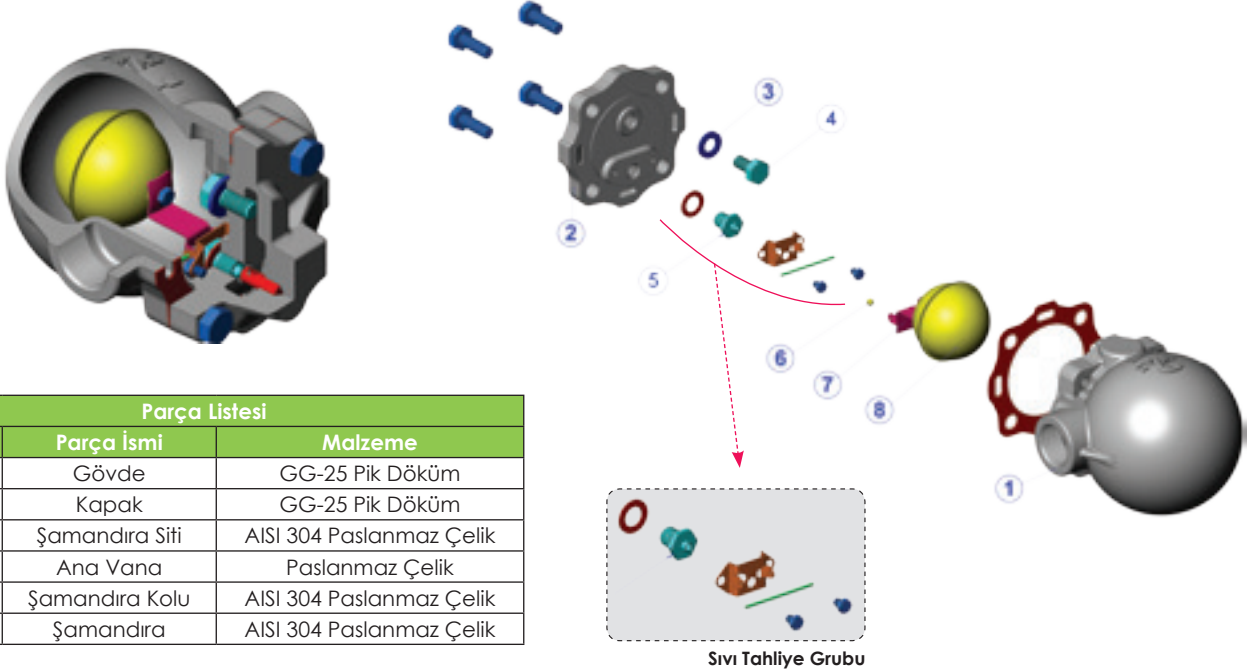 3
4
2
5
6
7
8
1
Parça Listesi
Parça İsmi Malzeme
Gövde GG-25 Pik Döküm
Kapak GG-25 Pik Döküm
Şamandıra Siti AISI 304 Paslanmaz Çelik
Ana Vana Paslanmaz Çelik
Şamandıra Kolu AISI 304 Paslanmaz Çelik
Şamandıra AISI 304 Paslanmaz Çelik
Sıvı Tahliye Grubu